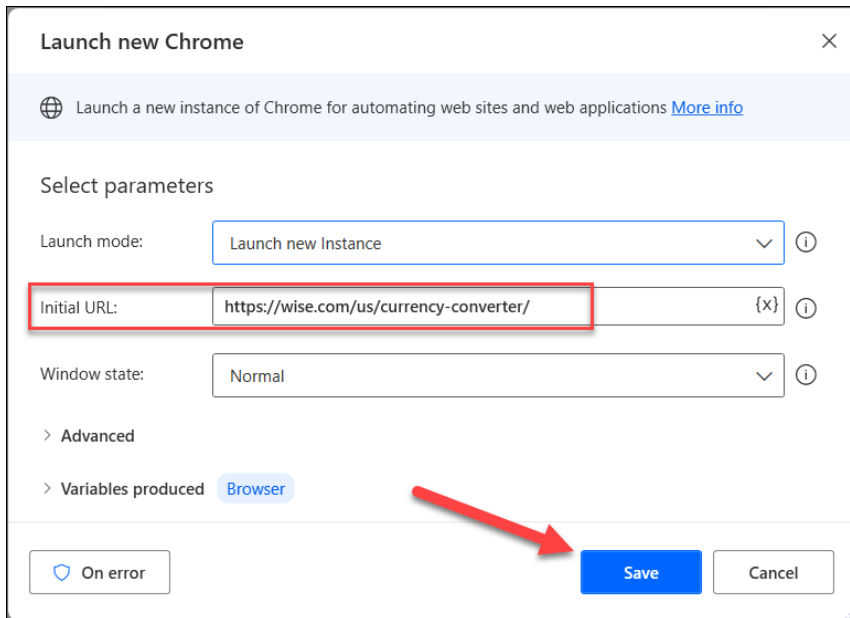 Launch new Chrome
Launch a new instance of Chrome for automating web sites and web applications More info
Select parameters
Launch mode: Launch new Instance
Initial URL: https://wise.com/us/currency-converter/ {x}
Window state: Normal
Advanced
Variables produced Browser
On error Save Cancel